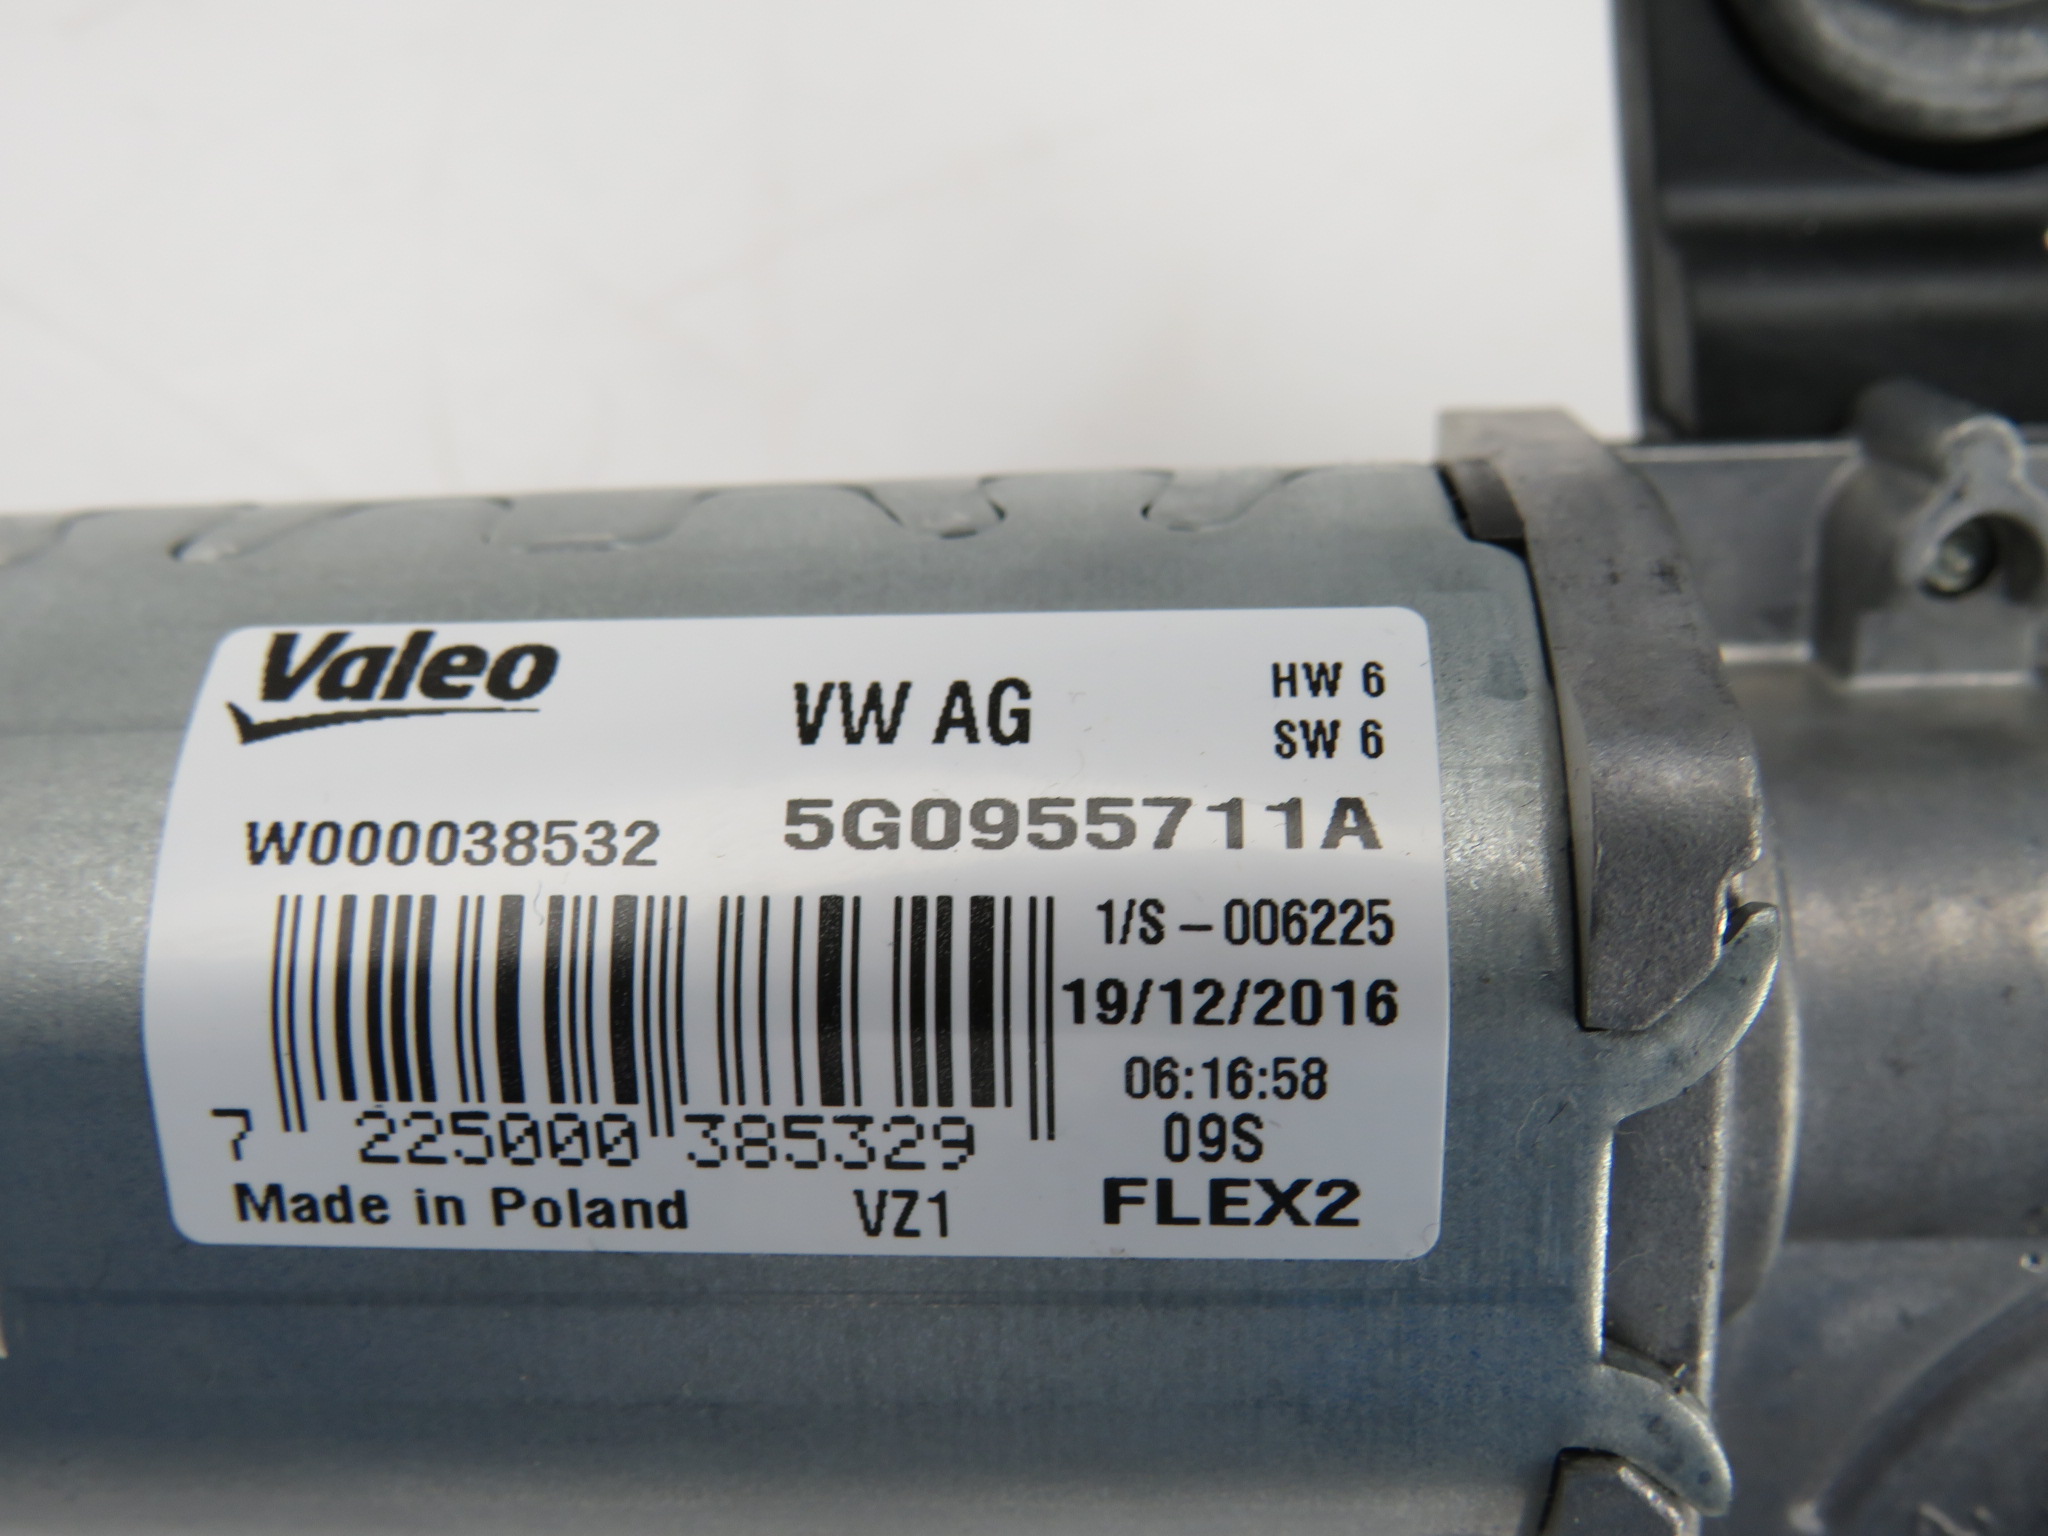 Valeo
VW AG
HW 6
SW 6
W000038532
5G0955711A
1/S - 006225
19/12/2016
06:16:58
09S
7 225000 385329
Made in Poland
VZ1
FLEX2